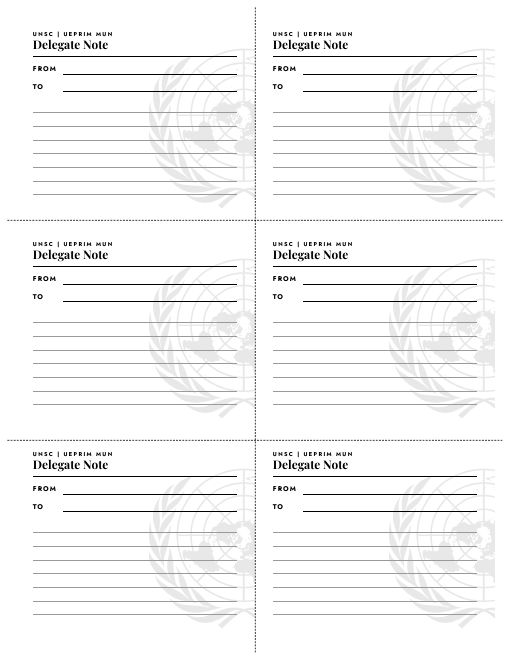 UNSC | UEPRIM MUN
Delegate Note
FROM
TO
UNSC | UEPRIM MUN
Delegate Note
FROM
TO
UNSC | UEPRIM MUN
Delegate Note
FROM
TO
UNSC | UEPRIM MUN
Delegate Note
FROM
TO
UNSC | UEPRIM MUN
Delegate Note
FROM
TO
UNSC | UEPRIM MUN
Delegate Note
FROM
TO